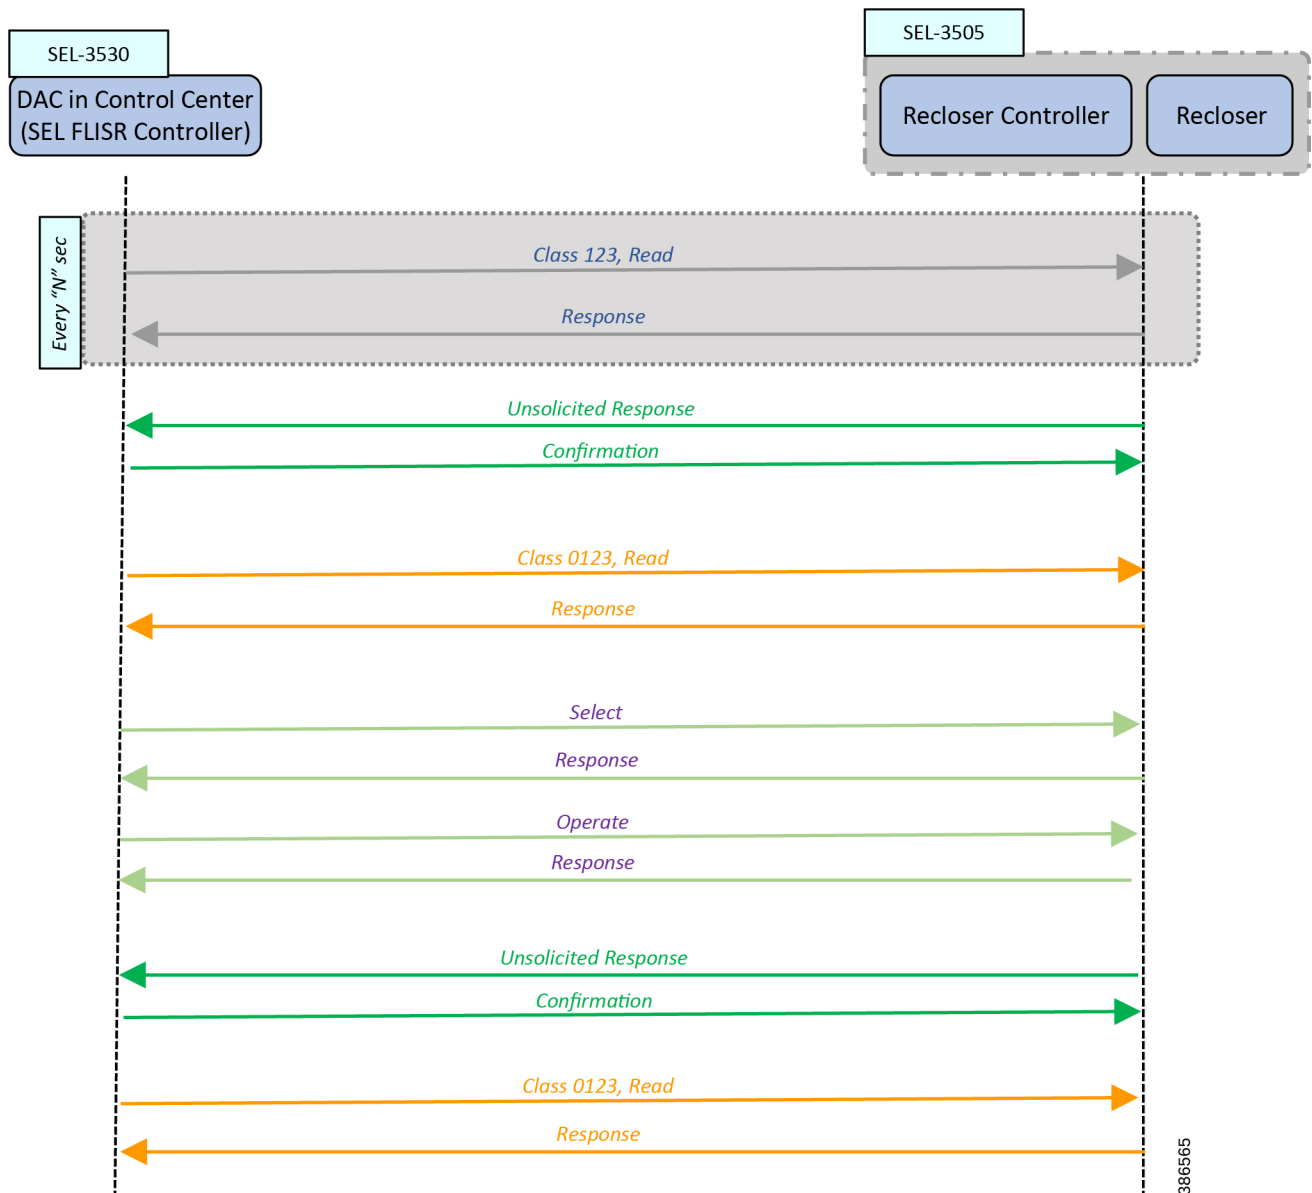 SEL-3530
DAC in Control Center
(SEL FLISR Controller)
SEL-3505
Recloser Controller
Recloser
Every “N” sec
Class 123, Read
Response
Unsolicited Response
Confirmation
Class 0123, Read
Response
Select
Response
Operate
Response
Unsolicited Response
Confirmation
Class 0123, Read
Response
386565